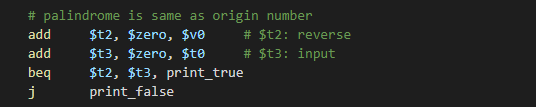 # palindrome is same as origin number
add $t2, $zero, $v0 # $t2: reverse
add $t3, $zero, $t0 # $t3: input
beq $t2, $t3, print_true
j print_false